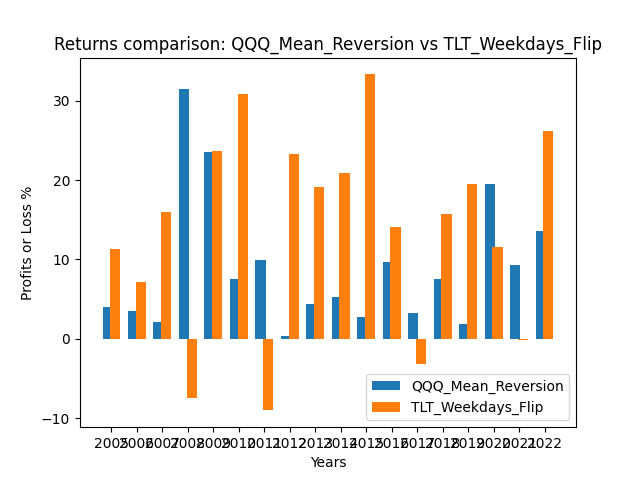 Returns comparison: QQQ_Mean_Reversion vs TLT_Weekdays_Flip
30
20
10
0
−10
Profits or Loss %
QQQ_Mean_Reversion
TLT_Weekdays_Flip
2005 2006 2007 2008 2009 2010 2011 2012 2013 2014 2015 2016 2017 2018 2019 2020 2021 2022
Years